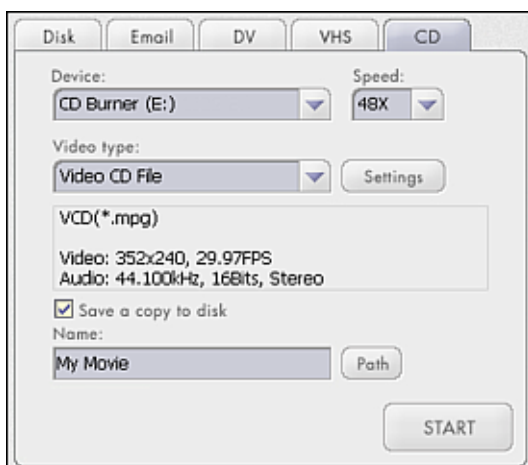 Disk Email DV VHS CD
Device: Speed:
CD Burner (E:) 48X
Video type:
Video CD File Settings
VCD(*.mpg)
Video: 352x240, 29.97FPS
Audio: 44.100kHz, 16Bits, Stereo
Save a copy to disk
Name:
My Movie Path
START